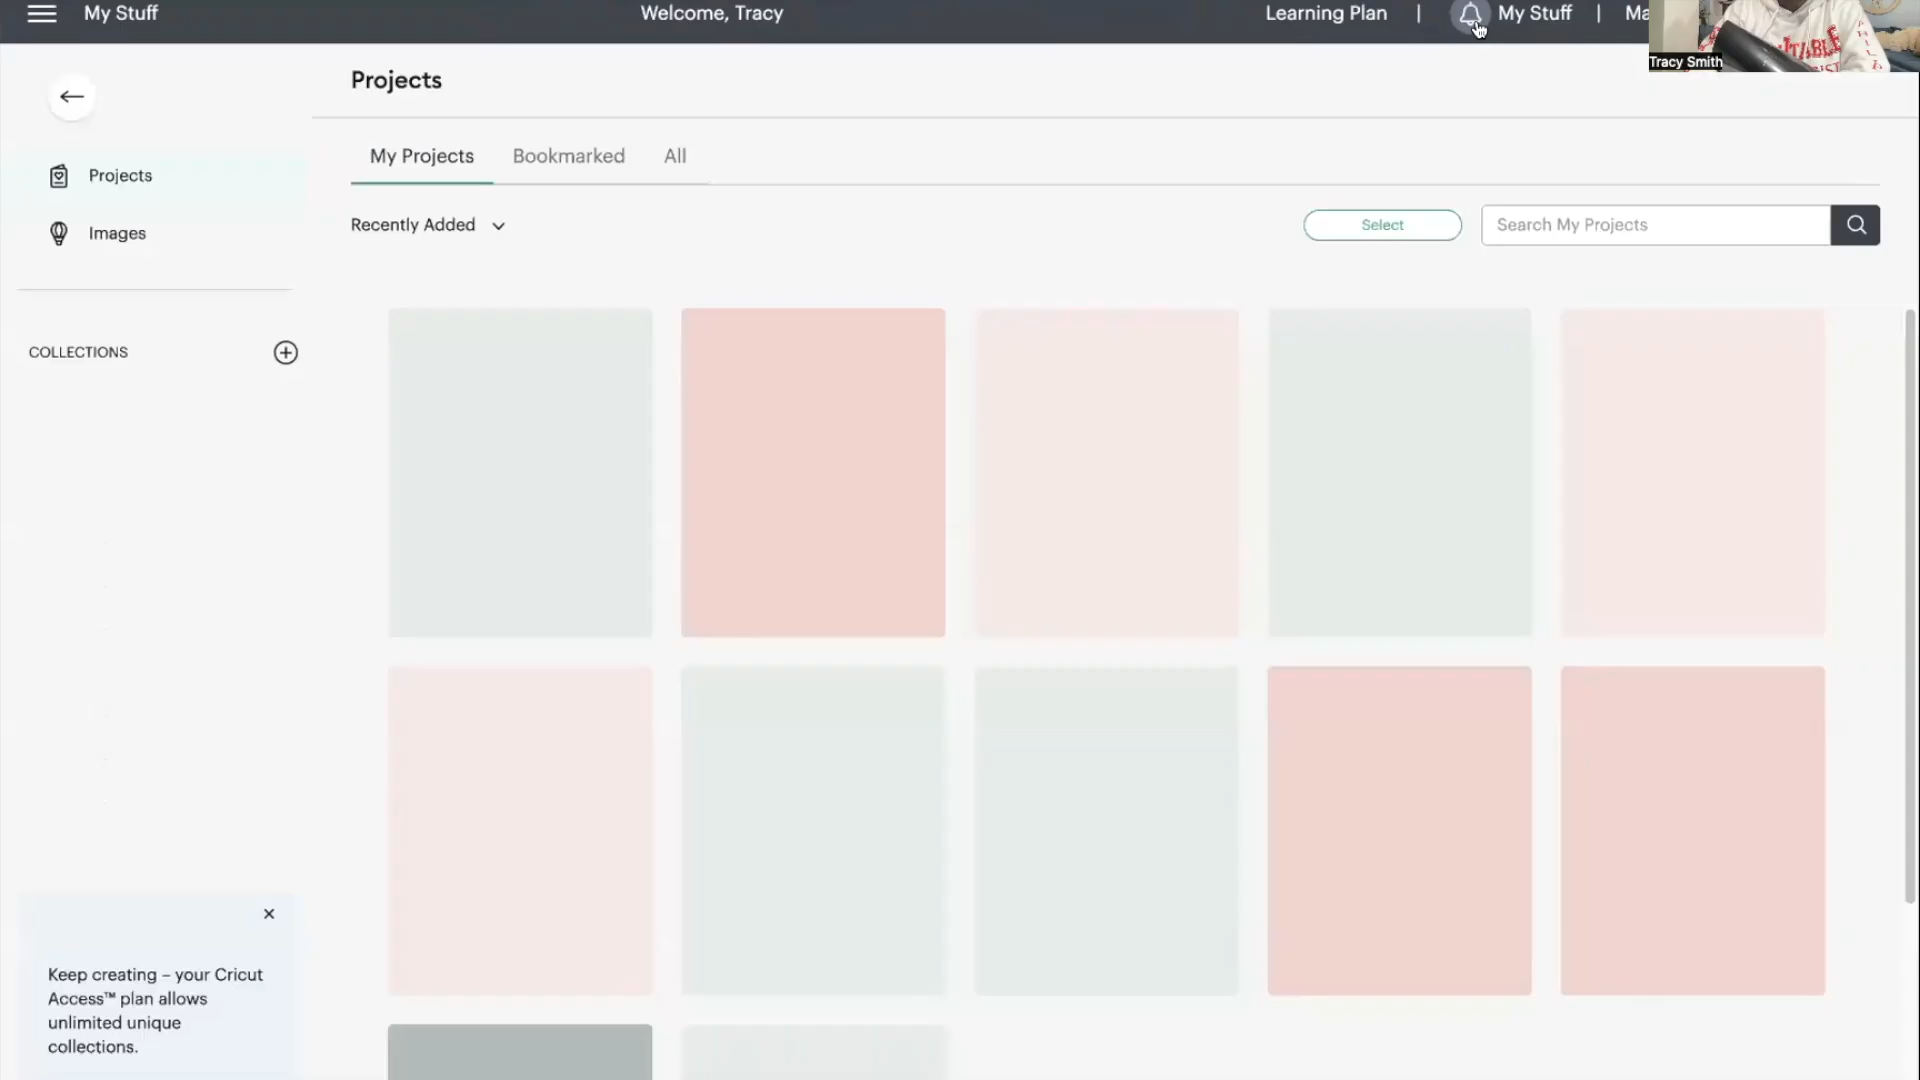 My Stuff
Welcome, Tracy
Learning Plan
|
My Stuff
|
Ma
Tracy Smith
Projects
Images
COLLECTIONS
Keep creating – your Cricut
Access™ plan allows
unlimited unique
collections.
Projects
My Projects
Bookmarked
All
Recently Added
Select
Search My Projects